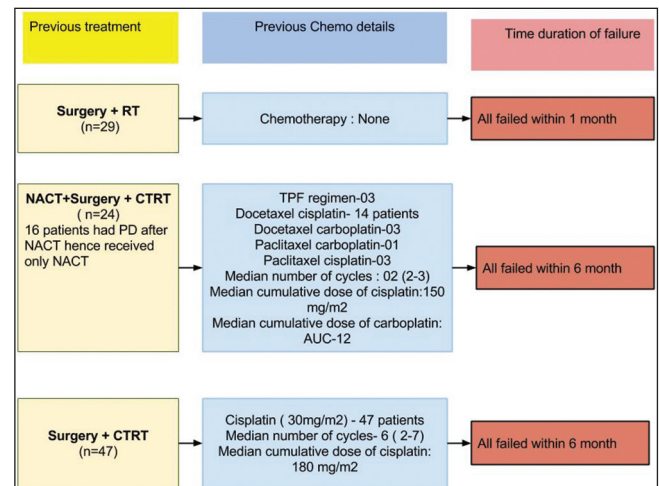 Previous treatment
Previous Chemo details
Time duration of failure
Surgery + RT
(n=29)
Chemotherapy : None
All failed within 1 month
NACT+Surgery + CTRT
( n=24)
16 patients had PD after
NACT hence received
only NACT
TPF regimen-03
Docetaxel cisplatin- 14 patients
Docetaxel carboplatin-03
Paclitaxel carboplatin-01
Paclitaxel cisplatin-03
Median number of cycles : 02 (2-3)
Median cumulative dose of cisplatin:150
mg/m2
Median cumulative dose of carboplatin:
AUC-12
All failed within 6 month
Surgery + CTRT
(n=47)
Cisplatin ( 30mg/m2) - 47 patients
Median number of cycles- 6 ( 2-7)
Median cumulative dose of cisplatin:
180 mg/m2
All failed within 6 month